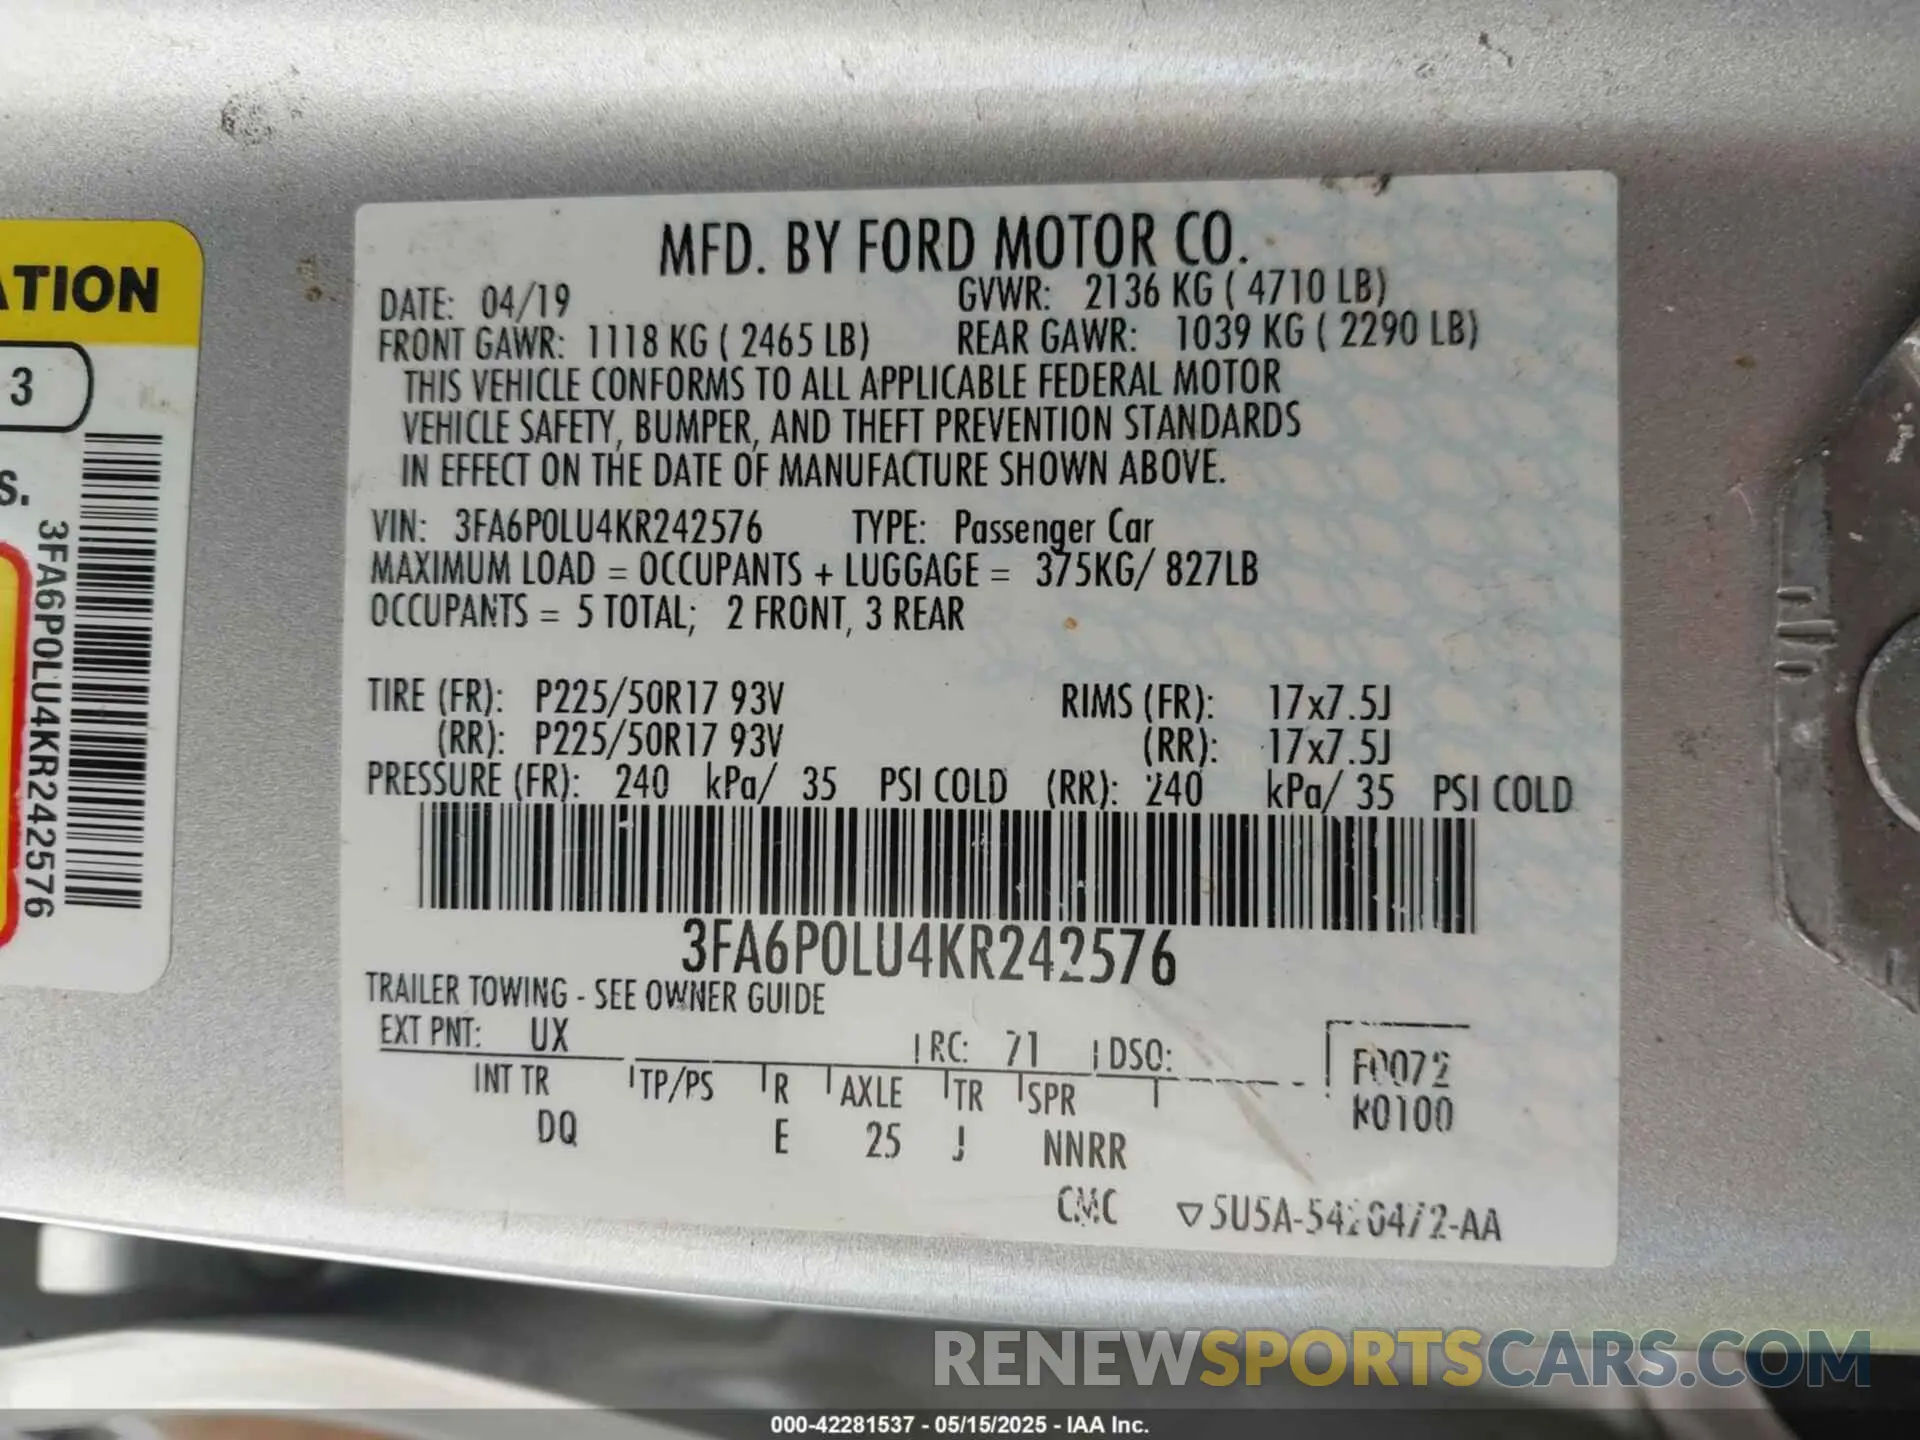 MFD. BY FORD MOTOR CO.
DATE: 04/19 GVWR: 2136 KG ( 4710 LB)
FRONT GAWR: 1118 KG ( 2465 LB) REAR GAWR: 1039 KG ( 2290 LB)
THIS VEHICLE CONFORMS TO ALL APPLICABLE FEDERAL MOTOR
VEHICLE SAFETY, BUMPER, AND THEFT PREVENTION STANDARDS
IN EFFECT ON THE DATE OF MANUFACTURE SHOWN ABOVE.
VIN: 3FA6P0LU4KR242576 TYPE: Passenger Car
MAXIMUM LOAD = OCCUPANTS + LUGGAGE = 375KG/ 827LB
OCCUPANTS = 5 TOTAL; 2 FRONT, 3 REAR
TIRE (FR): P225/50R17 93V RIMS (FR): 17x7.5J
(RR): P225/50R17 93V (RR): 17x7.5J
PRESSURE (FR): 240 kPa/ 35 PSI COLD (RR): 240 kPa/ 35 PSI COLD
3FA6P0LU4KR242576
TRAILER TOWING - SEE OWNER GUIDE
EXT PNT: UX RC: 71 DSO:
INT TR TP/PS R AXLE TR SPR
DQ E 25 J NNRR
F0072
R0100
CMC ▽5U5A-5420472-AA
ATION
3
S.
3FA6P0LU4KR242576
RENEWSPORTSCARS.COM
000-42281537 - 05/15/2025 - IAA Inc.